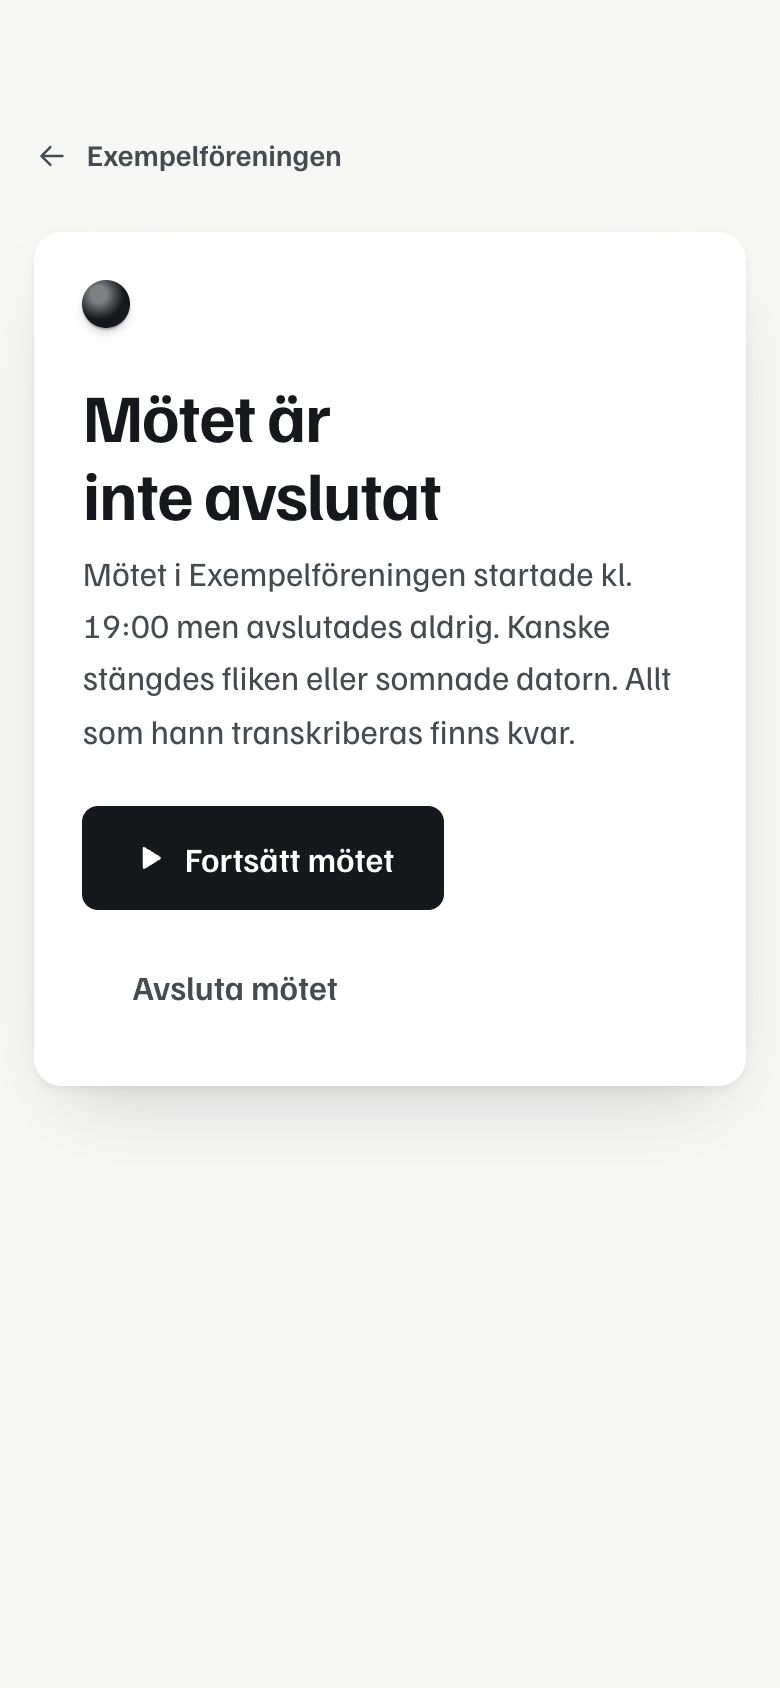 Exempelföreningen
Mötet är
inte avslutat
Mötet i Exempelföreningen startade kl.
19:00 men avslutades aldrig. Kanske
stängdes fliken eller somnade datorn. Allt
som hann transkriberas finns kvar.
Fortsätt mötet
Avsluta mötet